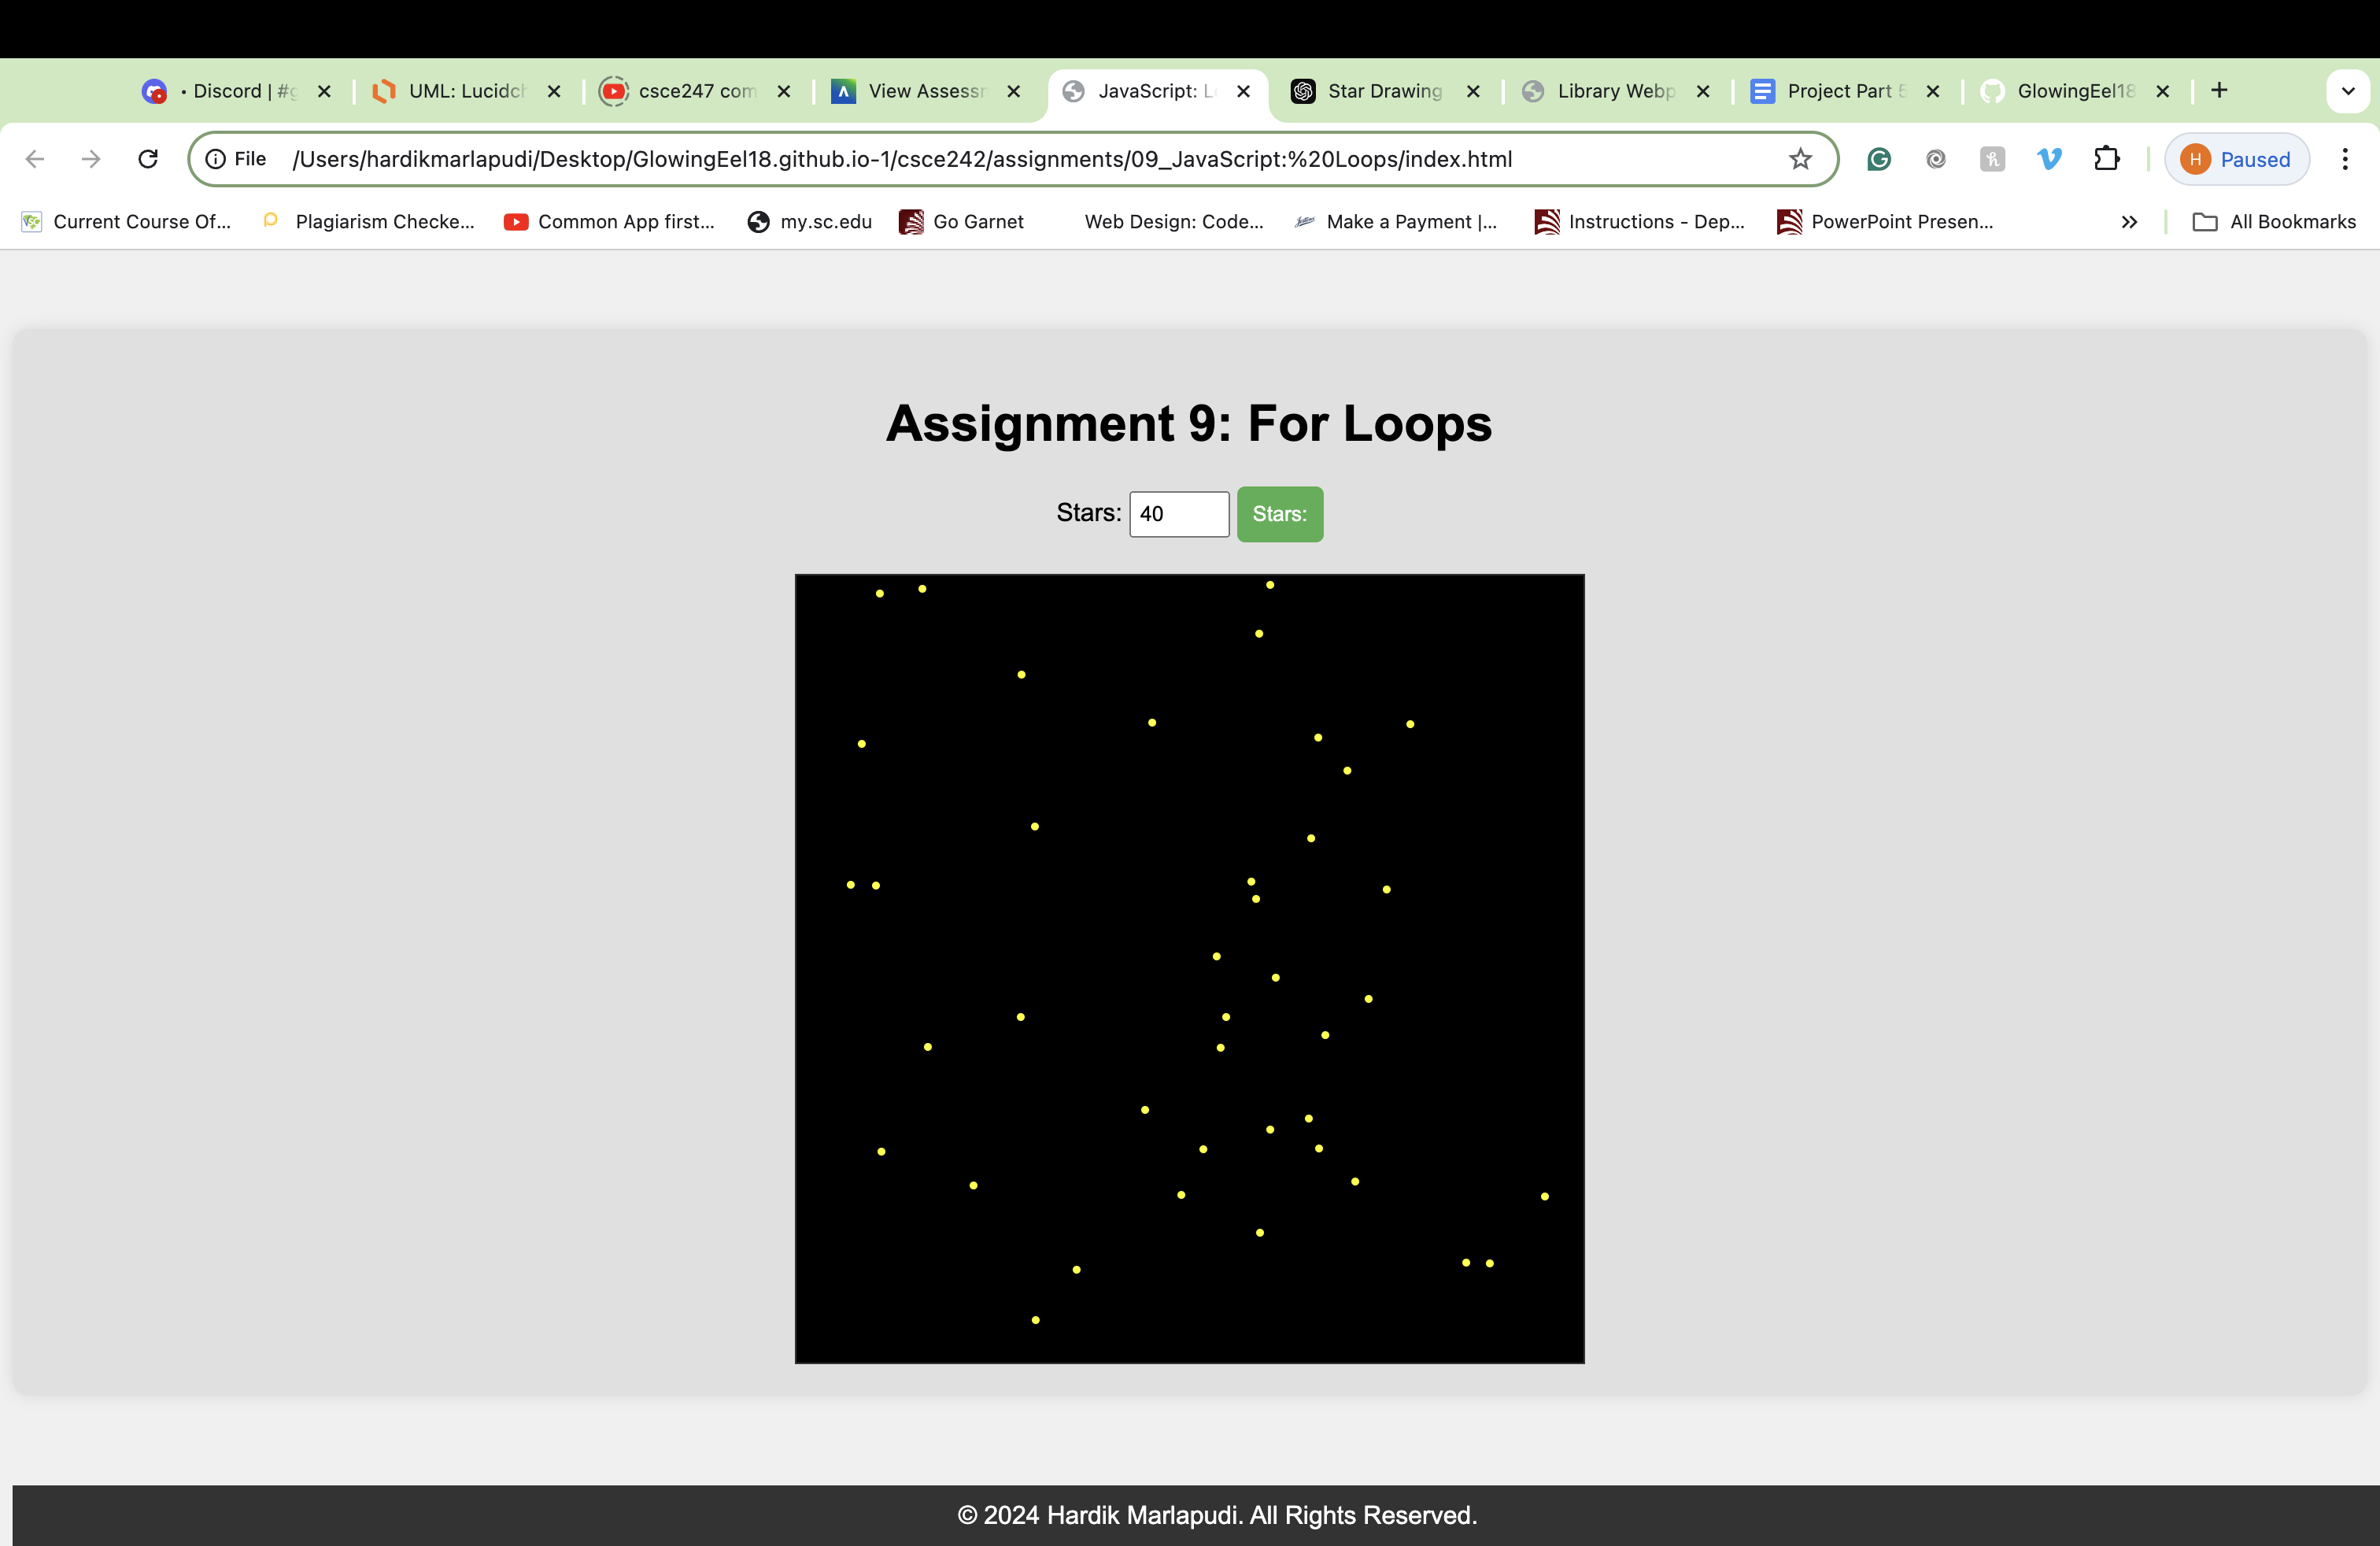 • Discord | #g
UML: Lucidch
csce247 com
View Assessm
JavaScript: L
Star Drawing
Library Webp
Project Part 5
GlowingEel18
File /Users/hardikmarlapudi/Desktop/GlowingEel18.github.io-1/csce242/assignments/09_JavaScript:%20Loops/index.html
H Paused
Current Course Of...
Plagiarism Checke...
Common App first...
my.sc.edu
Go Garnet
Web Design: Code...
Make a Payment |...
Instructions - Dep...
PowerPoint Presen...
All Bookmarks
Assignment 9: For Loops
Stars: 40 Stars:
© 2024 Hardik Marlapudi. All Rights Reserved.